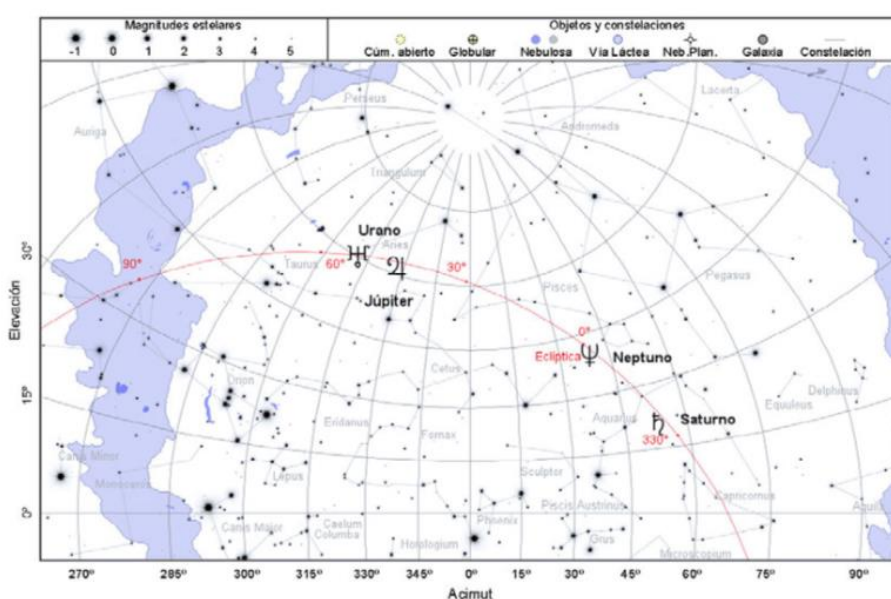 Magnitudes estelares
-1 0 1 2 3 4 5
Objetos y constelaciones
Cúm. abierto Globular Nebulosa Vía Láctea Neb.Plan. Galaxia Constelación
Lacerta
Perseus
Auriga
Andromeda
Triangulum
Urano
Aries
30°
90°
Taurus
60°
30°
Pegasus
Piscis
Júpiter
Elevación
0°
Eclíptica
Neptuno
Cetus
Orion
Delphinus
15°
Equuleus
Eridanus
Aquarius
Saturno
Fornax
330°
Canis Minor
Monoceros
Lepus
Sculptor
Capricornus
Piscis Austrinus
0°
Phoenix
Canis Major
Caelum
Columba
Horologium
Grus
Microscopium
270° 285° 300° 315° 330° 345° 0° 15° 30° 45° 60° 75° 90°
Acimut